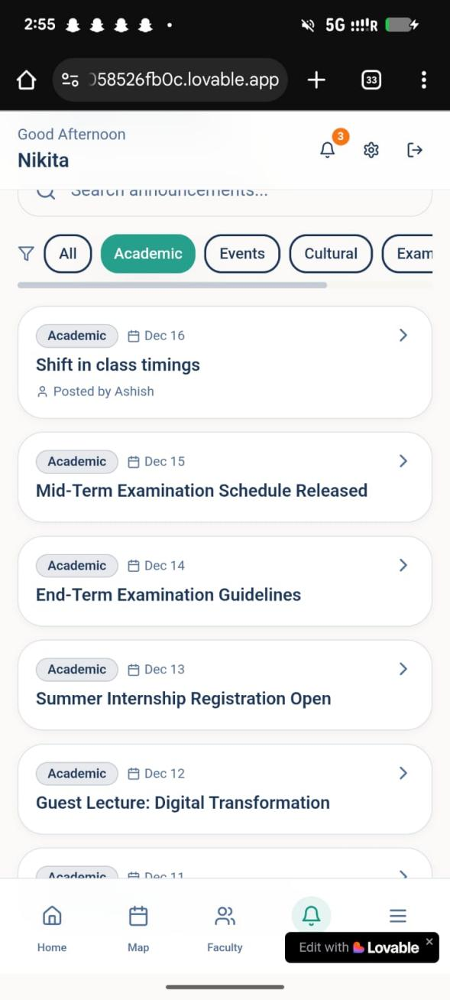 2:55
5G R
058526fb0c.lovable.app
33
Good Afternoon
Nikita
3
Search announcements...
All Academic Events Cultural Exam
Academic Dec 16
Shift in class timings
Posted by Ashish
Academic Dec 15
Mid-Term Examination Schedule Released
Academic Dec 14
End-Term Examination Guidelines
Academic Dec 13
Summer Internship Registration Open
Academic Dec 12
Guest Lecture: Digital Transformation
Academic Dec 11
Home Map Faculty
Edit with Lovable